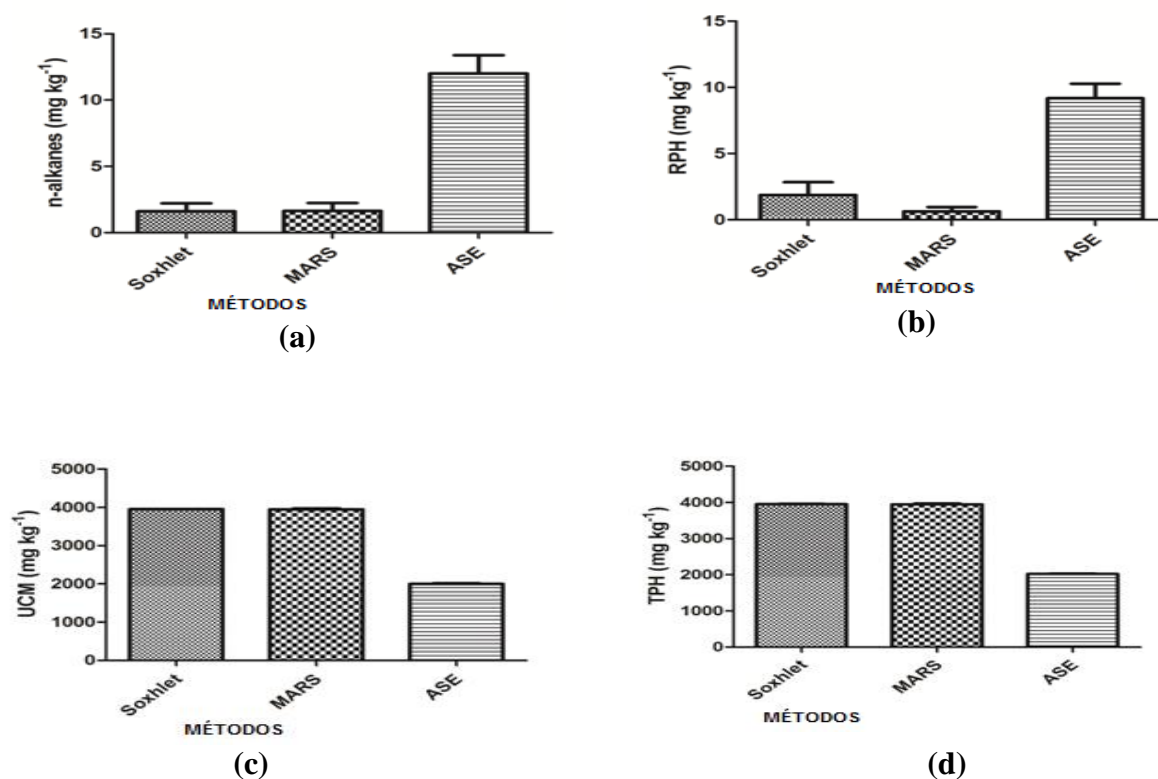 n-alkanes (mg kg⁻¹)
15
10
5
0
Soxhlet
MARS
ASE
MÉTODOS
(a)
RPH (mg kg⁻¹)
15
10
5
0
Soxhlet
MARS
ASE
MÉTODOS
(b)
UCM (mg kg⁻¹)
5000
4000
3000
2000
1000
0
Soxhlet
MARS
ASE
MÉTODOS
(c)
TPH (mg kg⁻¹)
5000
4000
3000
2000
1000
0
Soxhlet
MARS
ASE
MÉTODOS
(d)